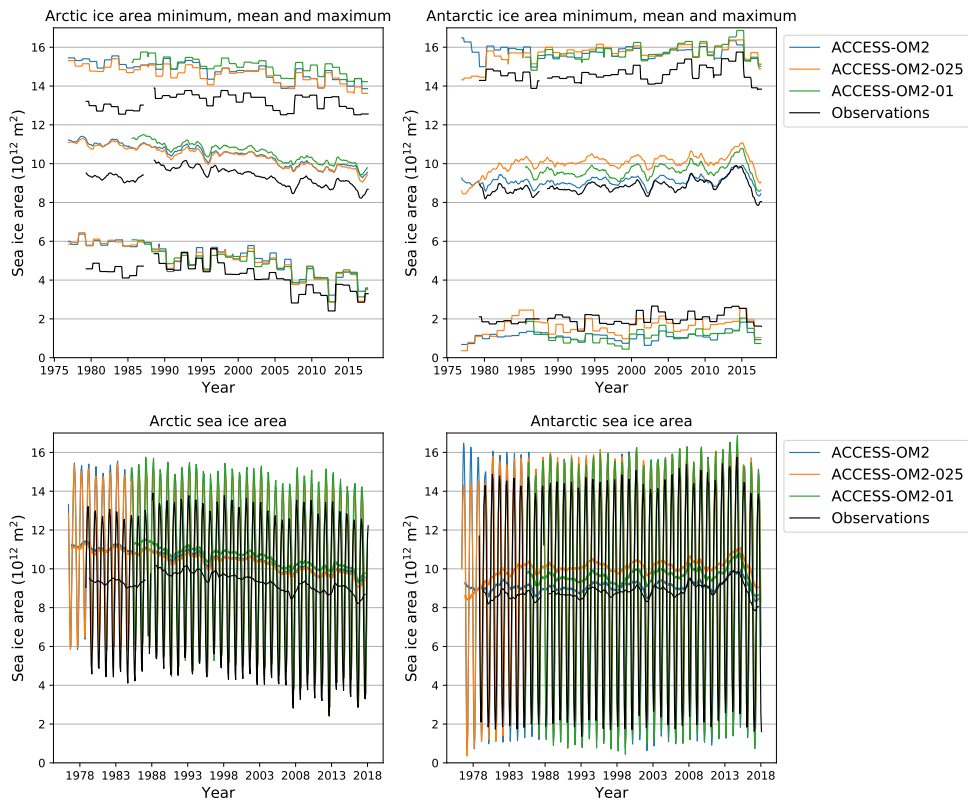 Arctic ice area minimum, mean and maximum
Sea ice area (10¹² m²)
16
14
12
10
8
6
4
2
0
1975 1980 1985 1990 1995 2000 2005 2010 2015
Year
Antarctic ice area minimum, mean and maximum
Sea ice area (10¹² m²)
16
14
12
10
8
6
4
2
0
1975 1980 1985 1990 1995 2000 2005 2010 2015
Year
ACCESS-OM2
ACCESS-OM2-025
ACCESS-OM2-01
Observations
Arctic sea ice area
Sea ice area (10¹² m²)
16
14
12
10
8
6
4
2
0
1978 1983 1988 1993 1998 2003 2008 2013 2018
Year
Antarctic sea ice area
Sea ice area (10¹² m²)
16
14
12
10
8
6
4
2
0
1978 1983 1988 1993 1998 2003 2008 2013 2018
Year
ACCESS-OM2
ACCESS-OM2-025
ACCESS-OM2-01
Observations